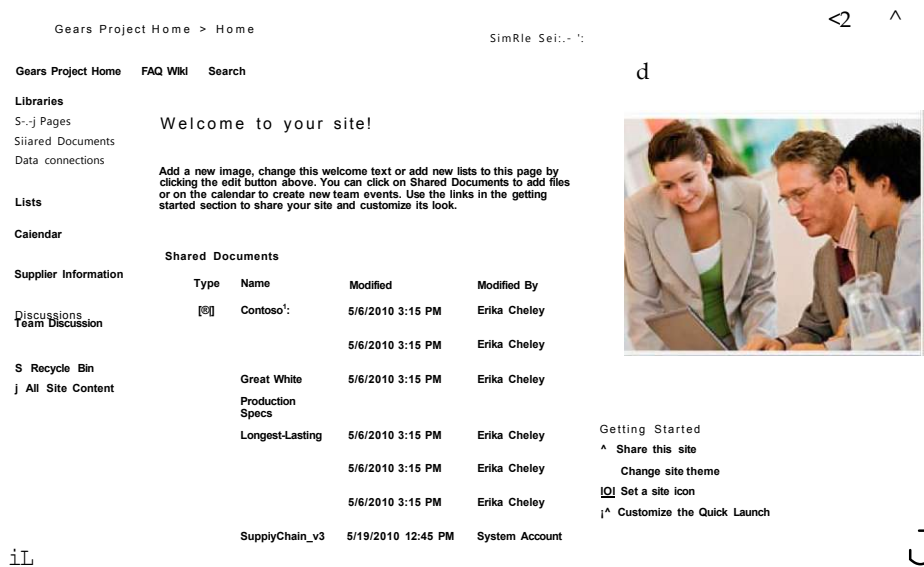 <2 ^
Gears Project Home > Home
SimRle Sei:.- ':
Gears Project Home FAQ WIkI Search
d
Libraries
S-.-j Pages
Siiared Documents
Data connections
Lists
Caiendar
Supplier Information
Discussions
Team Discussion
S Recycle Bin
j All Site Content
Welcome to your site!
Add a new image, change this welcome text or add new lists to this page by
clicking the edit button above. You can click on Shared Documents to add files
or on the calendar to create new team events. Use the links in the getting
started section to share your site and customize its look.
Shared Documents
Type Name Modified Modified By
[®[] Contoso¹: 5/6/2010 3:15 PM Erika Cheley
5/6/2010 3:15 PM Erika Cheley
Great White 5/6/2010 3:15 PM Erika Cheley
Production
Specs
Longest-Lasting 5/6/2010 3:15 PM Erika Cheley
5/6/2010 3:15 PM Erika Cheley
5/6/2010 3:15 PM Erika Cheley
SuppiyChain_v3 5/19/2010 12:45 PM System Account
Getting Started
^ Share this site
Change site theme
IOI Set a site icon
¡^ Customize the Quick Launch
iL